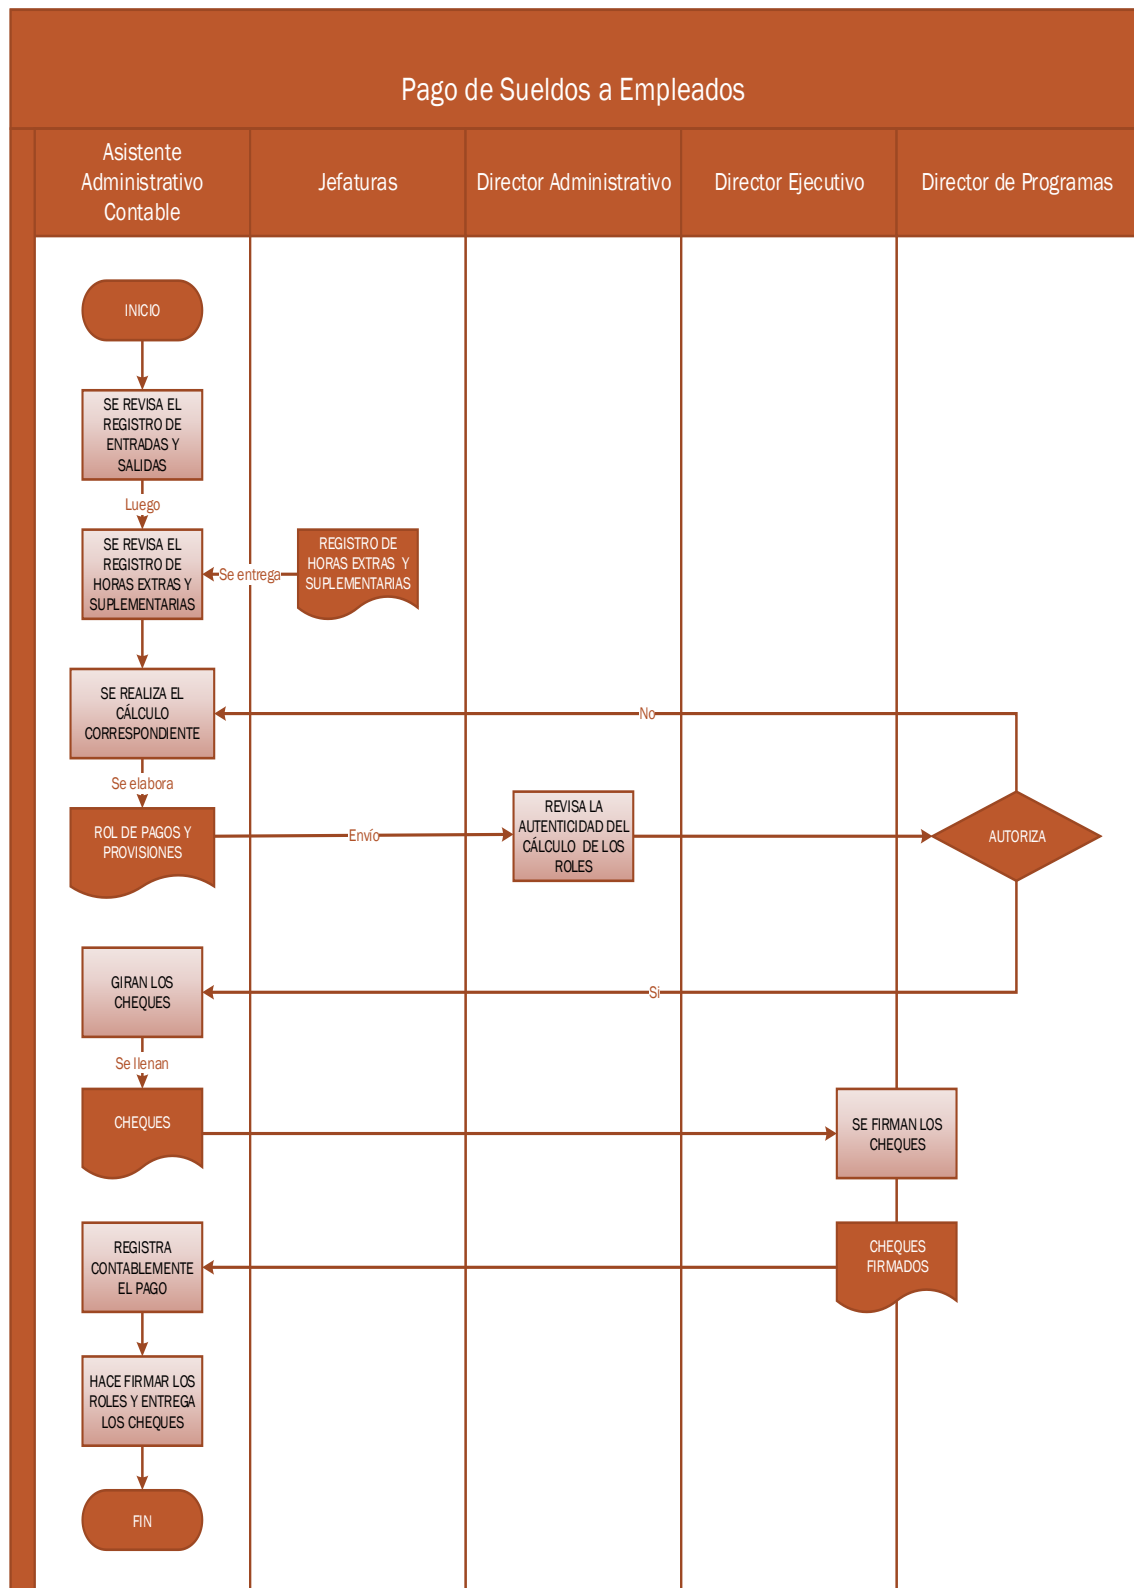 Pago de Sueldos a Empleados
Asistente
Administrativo
Contable
Jefaturas
Director Administrativo
Director Ejecutivo
Director de Programas
INICIO
SE REVISA EL
REGISTRO DE
ENTRADAS Y
SALIDAS
Luego
SE REVISA EL
REGISTRO DE
HORAS EXTRAS Y
SUPLEMENTARIAS
Se entrega
REGISTRO DE
HORAS EXTRAS Y
SUPLEMENTARIAS
SE REALIZA EL
CÁLCULO
CORRESPONDIENTE
No
Se elabora
ROL DE PAGOS Y
PROVISIONES
Envío
REVISA LA
AUTENTICIDAD DEL
CÁLCULO DE LOS
ROLES
AUTORIZA
GIRAN LOS
CHEQUES
Si
Se llenan
CHEQUES
SE FIRMAN LOS
CHEQUES
REGISTRA
CONTABLEMENTE
EL PAGO
CHEQUES
FIRMADOS
HACE FIRMAR LOS
ROLES Y ENTREGA
LOS CHEQUES
FIN